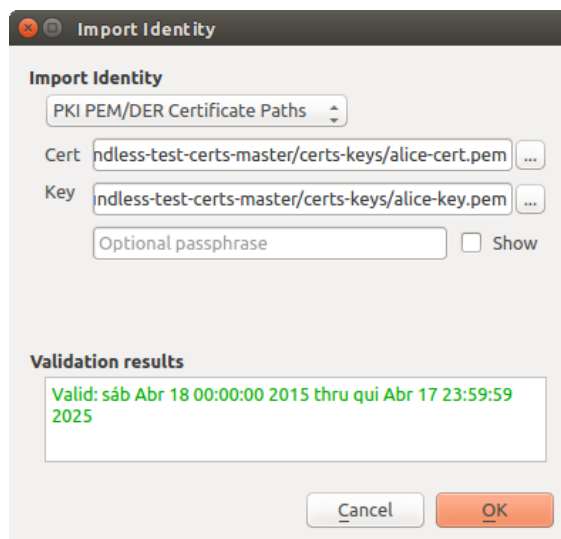 Import Identity
Import Identity
PKI PEM/DER Certificate Paths
Cert ndless-test-certs-master/certs-keys/alice-cert.pem ...
Key indless-test-certs-master/certs-keys/alice-key.pem ...
Optional passphrase Show
Validation results
Valid: sáb Abr 18 00:00:00 2015 thru qui Abr 17 23:59:59
2025
Cancel OK